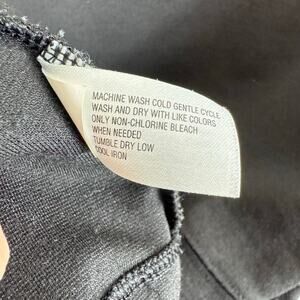 MACHINE WASH COLD GENTLE CYCLE
WASH AND DRY WITH LIKE COLORS
ONLY NON-CHLORINE BLEACH
WHEN NEEDED
TUMBLE DRY LOW
COOL IRON